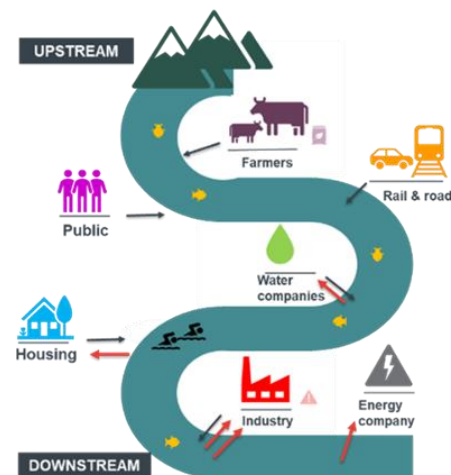 UPSTREAM
Farmers
Rail & road
Public
Water
companies
Housing
Industry
Energy
company
DOWNSTREAM